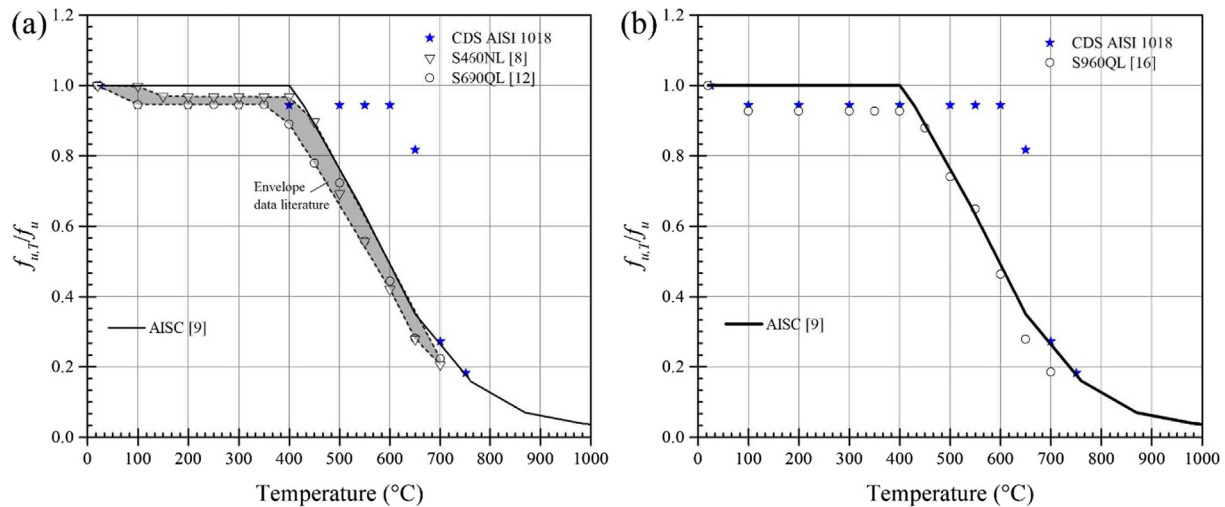 (a)
1.2
1.0
0.8
0.6
0.4
0.2
0.0
f_{u,T}/f_u
CDS AISI 1018
S460NL [8]
S690QL [12]
Envelope
data literature
AISC [9]
0 100 200 300 400 500 600 700 800 900 1000
Temperature (°C)
(b)
1.2
1.0
0.8
0.6
0.4
0.2
0.0
f_{u,T}/f_u
CDS AISI 1018
S960QL [16]
AISC [9]
0 100 200 300 400 500 600 700 800 900 1000
Temperature (°C)